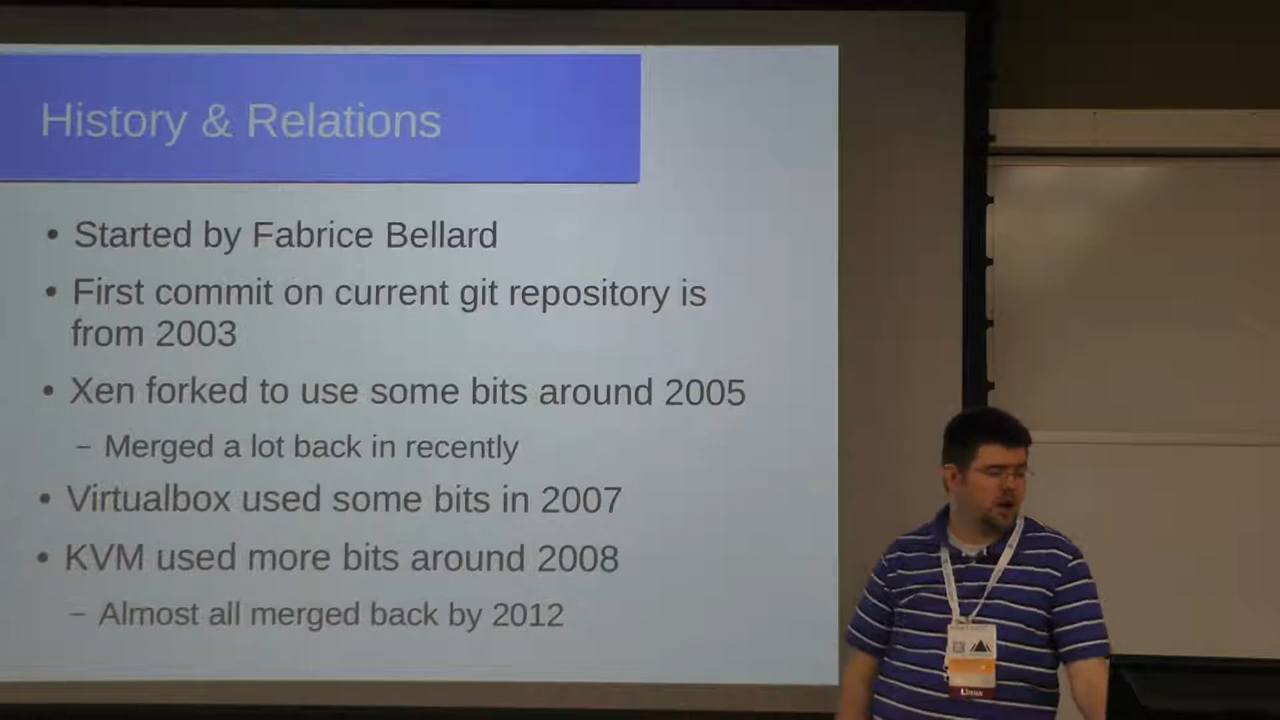 History & Relations
• Started by Fabrice Bellard
• First commit on current git repository is
from 2003
• Xen forked to use some bits around 2005
– Merged a lot back in recently
• Virtualbox used some bits in 2007
• KVM used more bits around 2008
– Almost all merged back by 2012